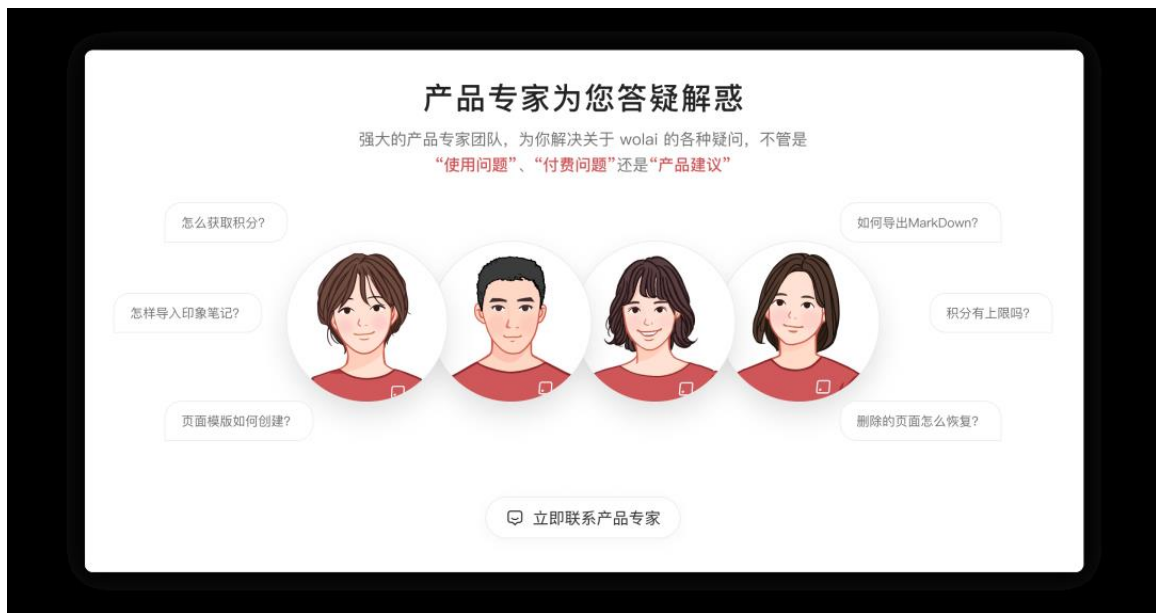 产品专家为您答疑解惑
强大的产品专家团队，为你解决关于 wolai 的各种疑问，不管是
“使用问题”、“付费问题”还是“产品建议”
怎么获取积分？
如何导出MarkDown？
怎样导入印象笔记？
积分有上限吗？
页面模版如何创建？
删除的页面怎么恢复？
立即联系产品专家